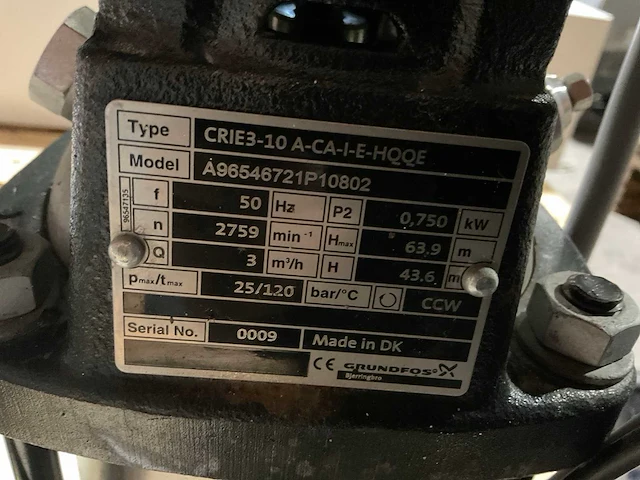 Type CRIE3-10 A-CA-I-E-HQQE
Model A96546721P10802
96527135
f 50 Hz P2 0,750 kW
n 2759 min⁻¹ Hmax 63.9 m
Q 3 m³/h H 43.6 m
pmax/tmax 25/120 bar/°C CCW
Serial No. 0009 Made in DK
CE GRUNDFOS
Bjerringbro